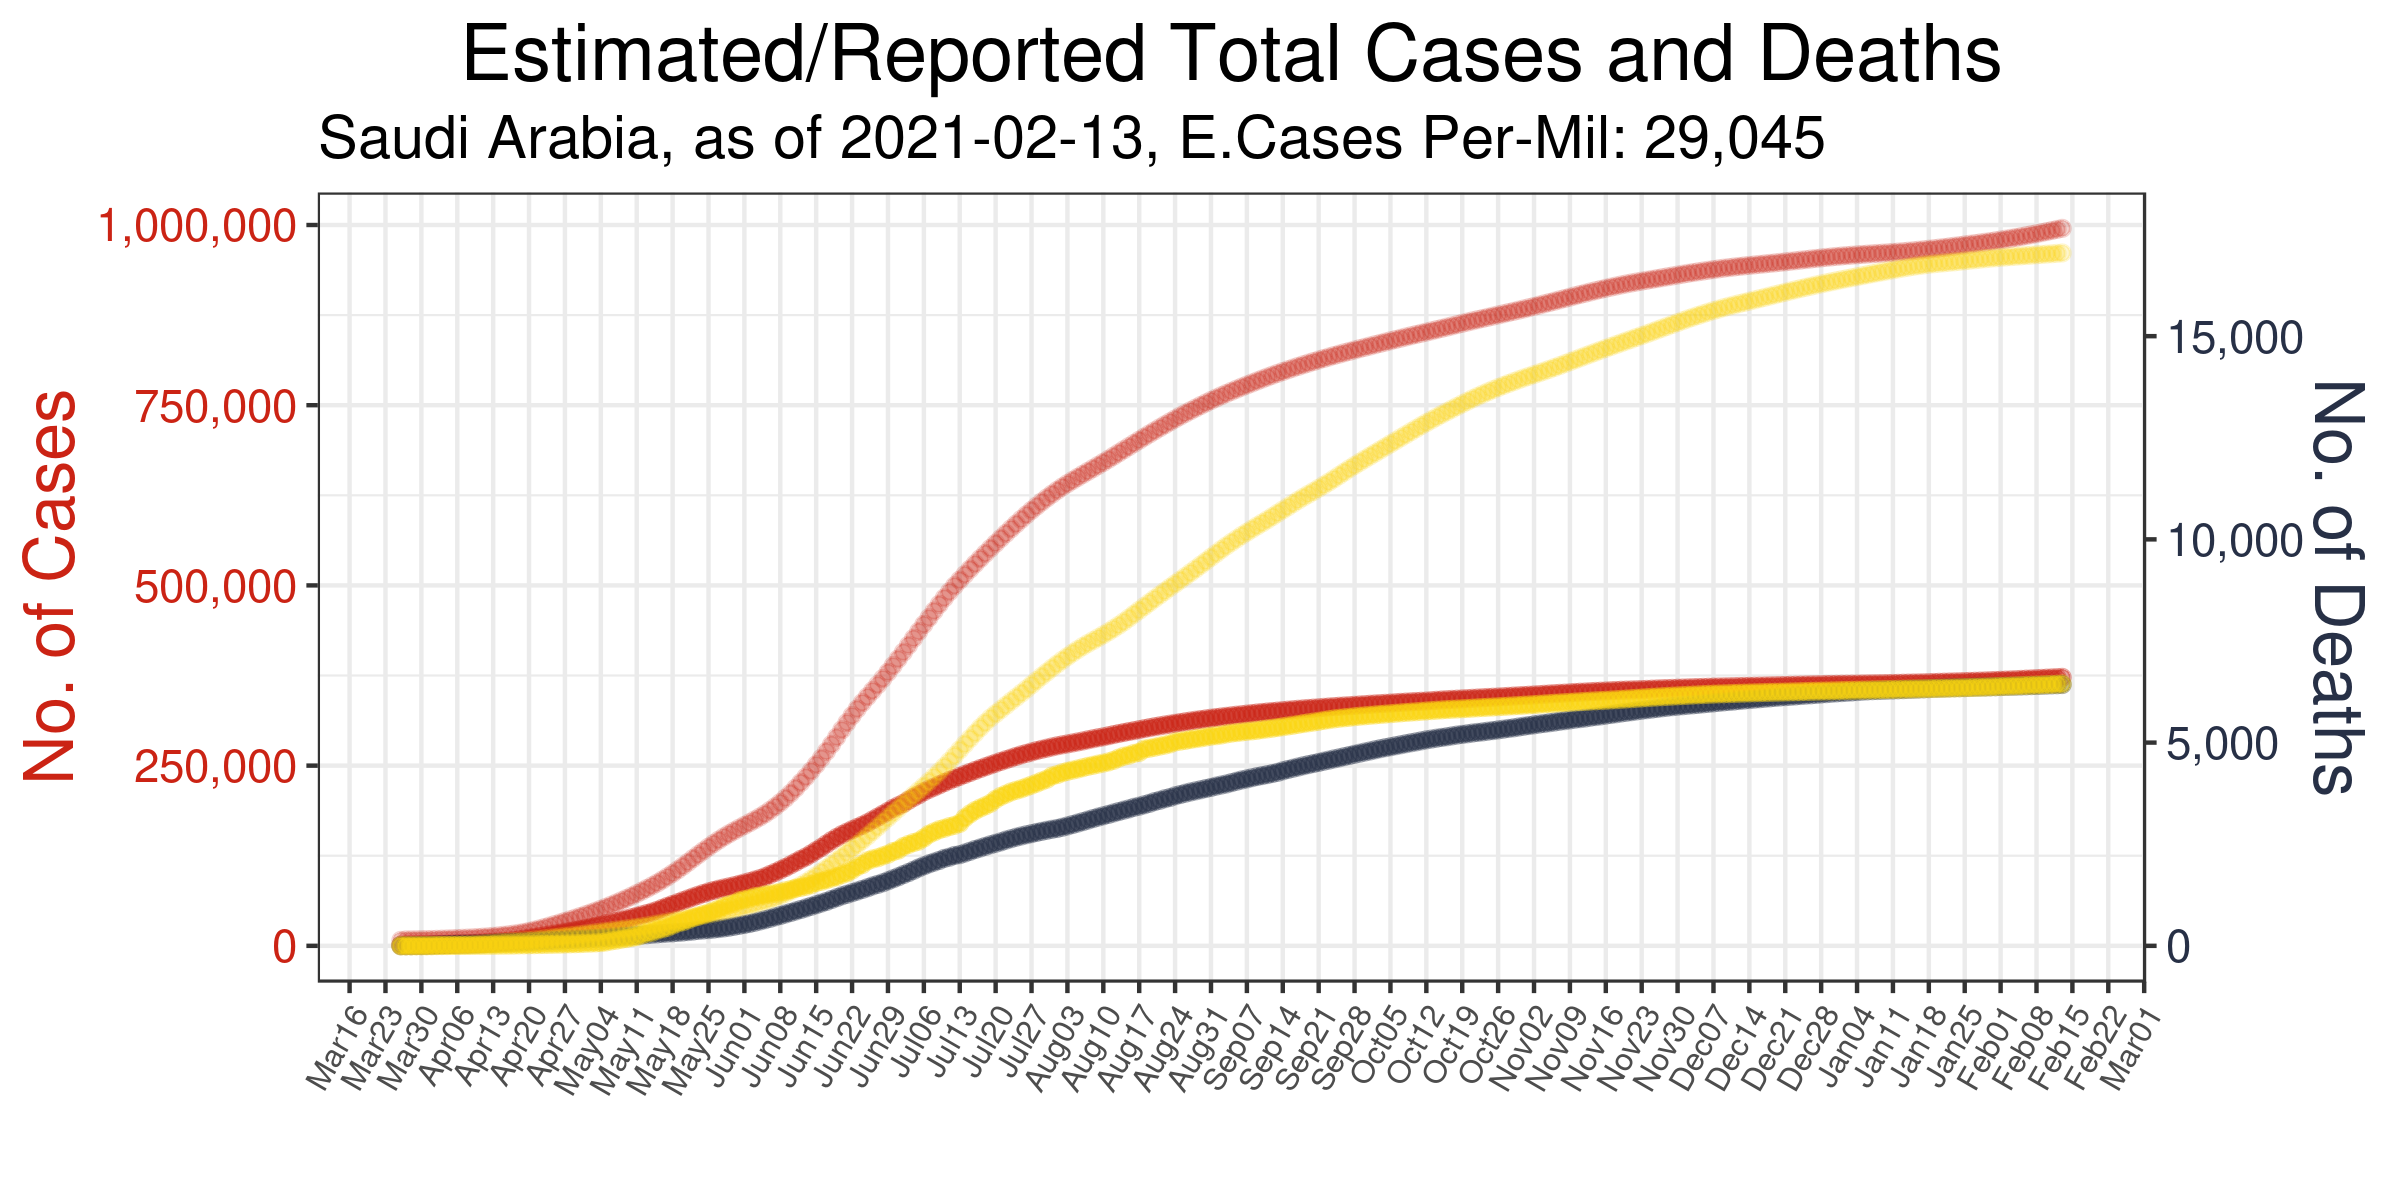 Estimated/Reported Total Cases and Deaths
Saudi Arabia, as of 2021-02-13, E.Cases Per-Mil: 29,045
No. of Cases
1,000,000
750,000
500,000
250,000
0
15,000
10,000
5,000
0
No. of Deaths
Mar16
Mar23
Mar30
Apr06
Apr13
Apr20
Apr27
May04
May11
May18
May25
Jun01
Jun08
Jun15
Jun22
Jun29
Jul06
Jul13
Jul20
Jul27
Aug03
Aug10
Aug17
Aug24
Aug31
Sep07
Sep14
Sep21
Sep28
Oct05
Oct12
Oct19
Oct26
Nov02
Nov09
Nov16
Nov23
Nov30
Dec07
Dec14
Dec21
Dec28
Jan04
Jan11
Jan18
Jan25
Feb01
Feb08
Feb15
Feb22
Mar01